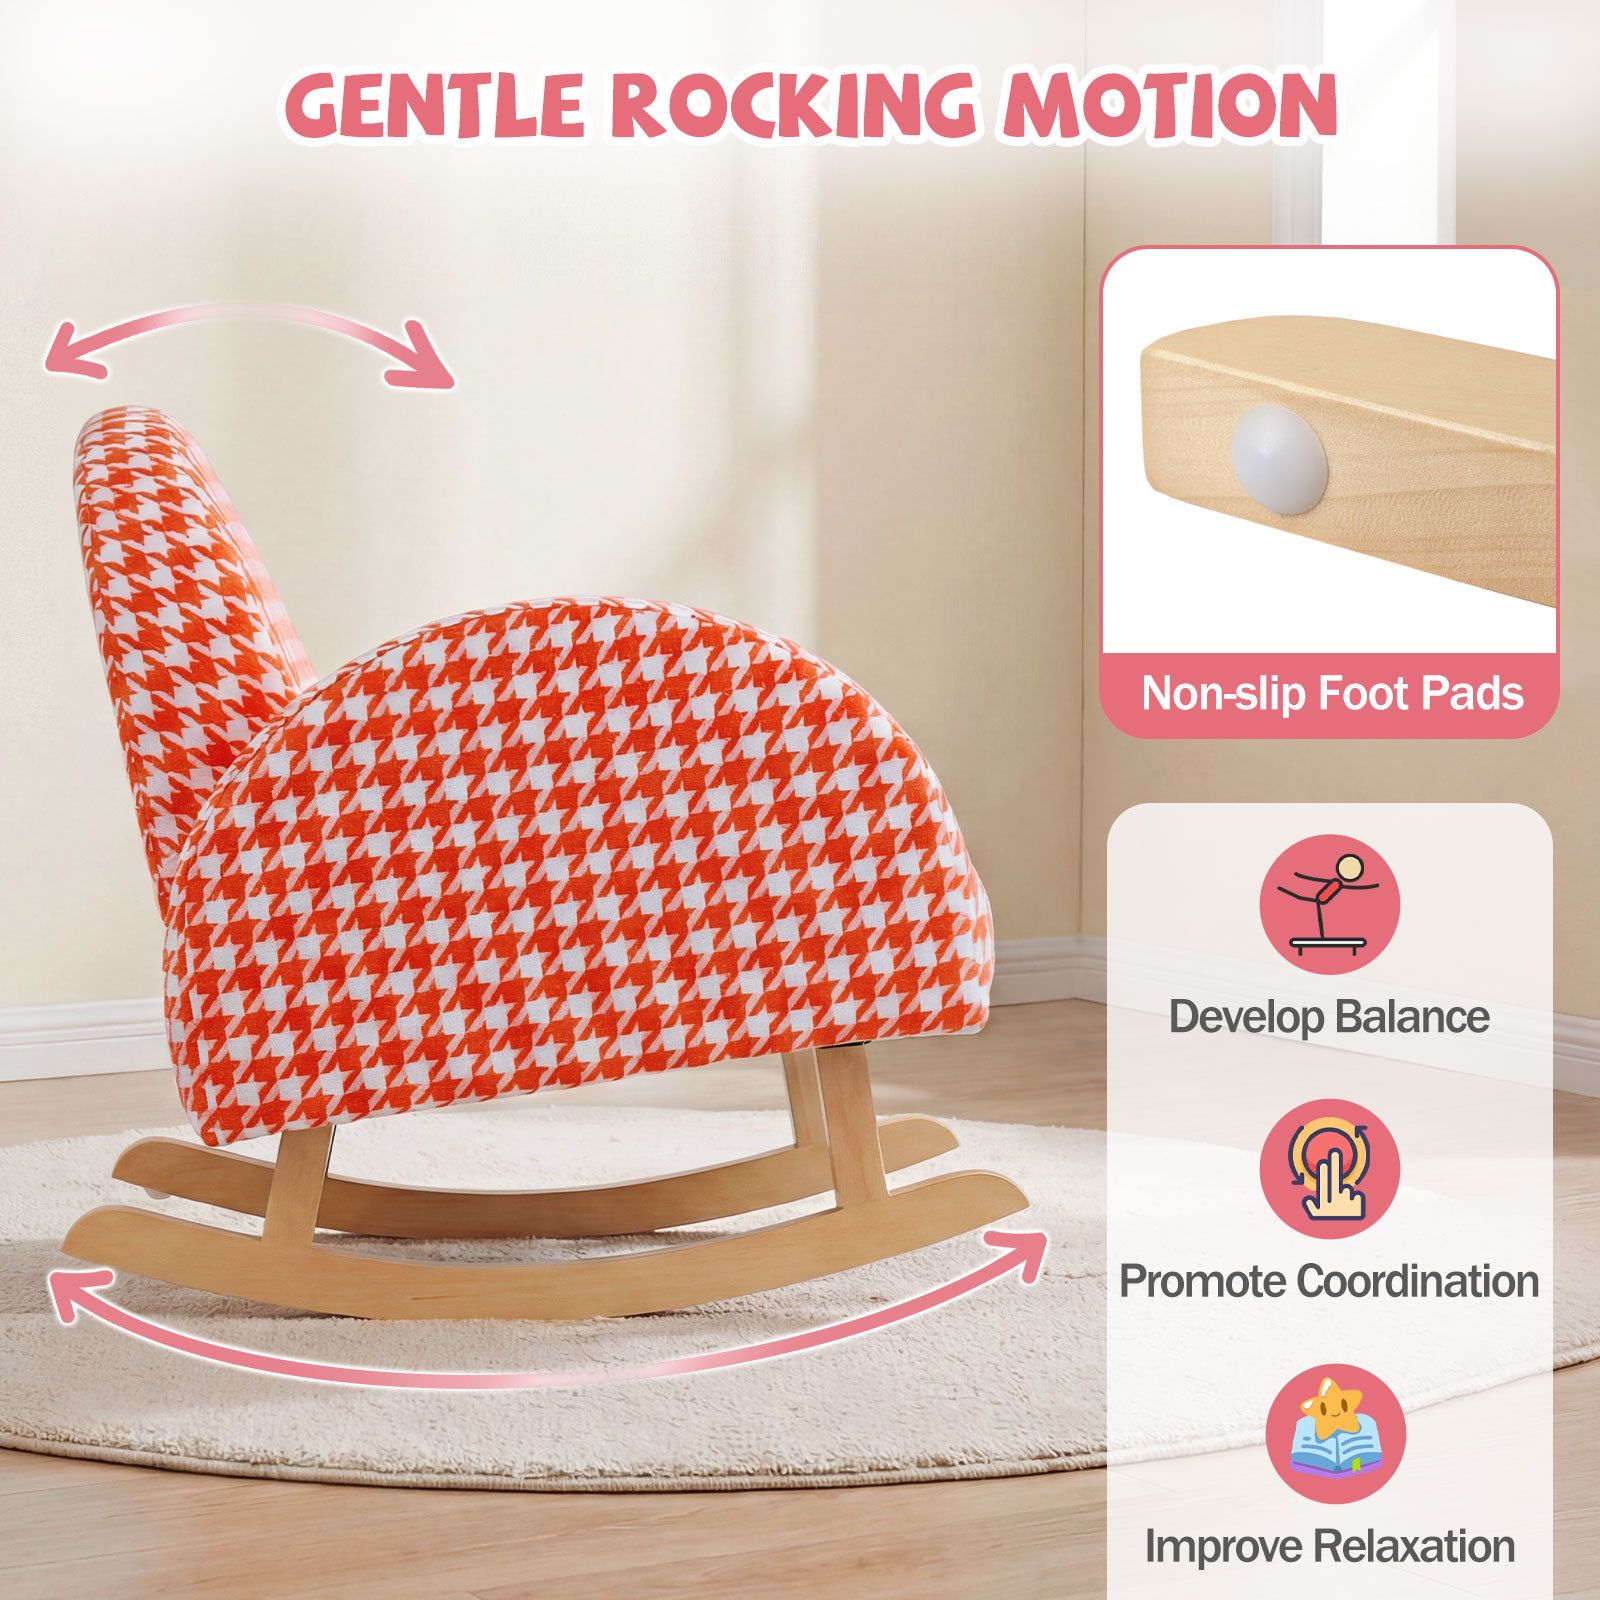 GENTLE ROCKING MOTION
Non-slip Foot Pads
Develop Balance
Promote Coordination
Improve Relaxation